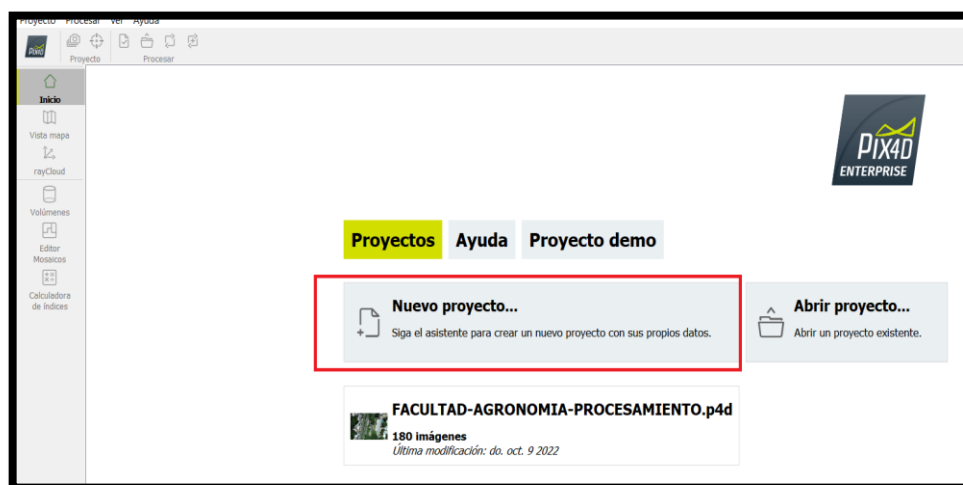 Proyecto Procesar Ver Ayuda
PIX4D
Proyecto
Procesar
Inicio
Vista mapa
rayCloud
Volúmenes
Editor
Mosaicos
Calculadora
de índices
PIX4D
ENTERPRISE
Proyectos Ayuda Proyecto demo
Nuevo proyecto...
Siga el asistente para crear un nuevo proyecto con sus propios datos.
Abrir proyecto...
Abrir un proyecto existente.
FACULTAD-AGRONOMIA-PROCESAMIENTO.p4d
180 imágenes
Última modificación: do. oct. 9 2022